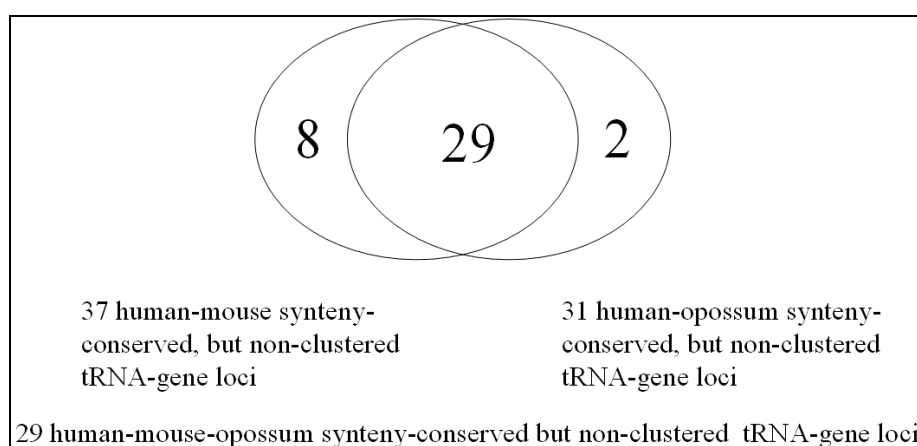 8 29 2
37 human-mouse synteny-
conserved, but non-clustered
tRNA-gene loci
31 human-opossum synteny-
conserved, but non-clustered
tRNA-gene loci
29 human-mouse-opossum synteny-conserved but non-clustered tRNA-gene loci